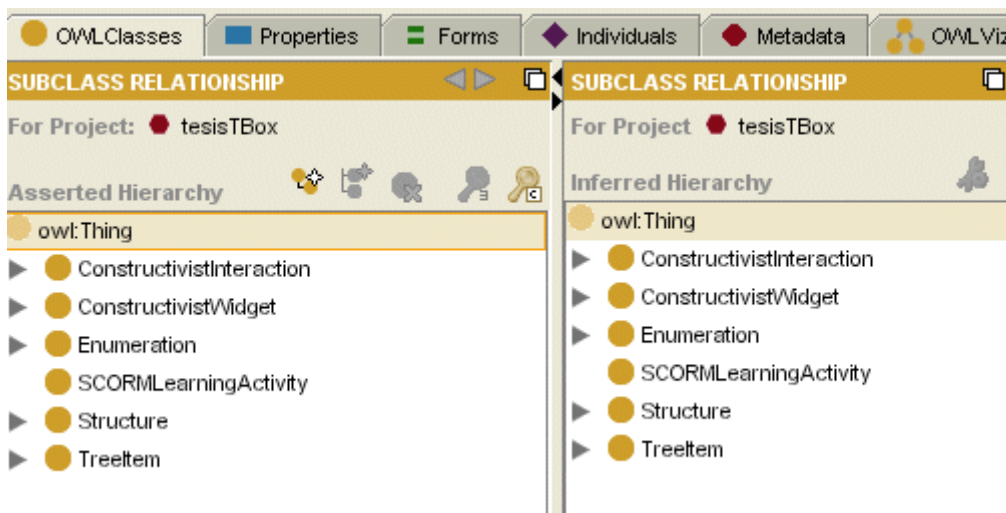 OWLClasses Properties Forms Individuals Metadata OWLViz
SUBCLASS RELATIONSHIP
For Project: tesisTBox
Asserted Hierarchy
owl:Thing
ConstructivistInteraction
ConstructivistWidget
Enumeration
SCORMLearningActivity
Structure
TreeItem
SUBCLASS RELATIONSHIP
For Project tesisTBox
Inferred Hierarchy
owl:Thing
ConstructivistInteraction
ConstructivistWidget
Enumeration
SCORMLearningActivity
Structure
TreeItem